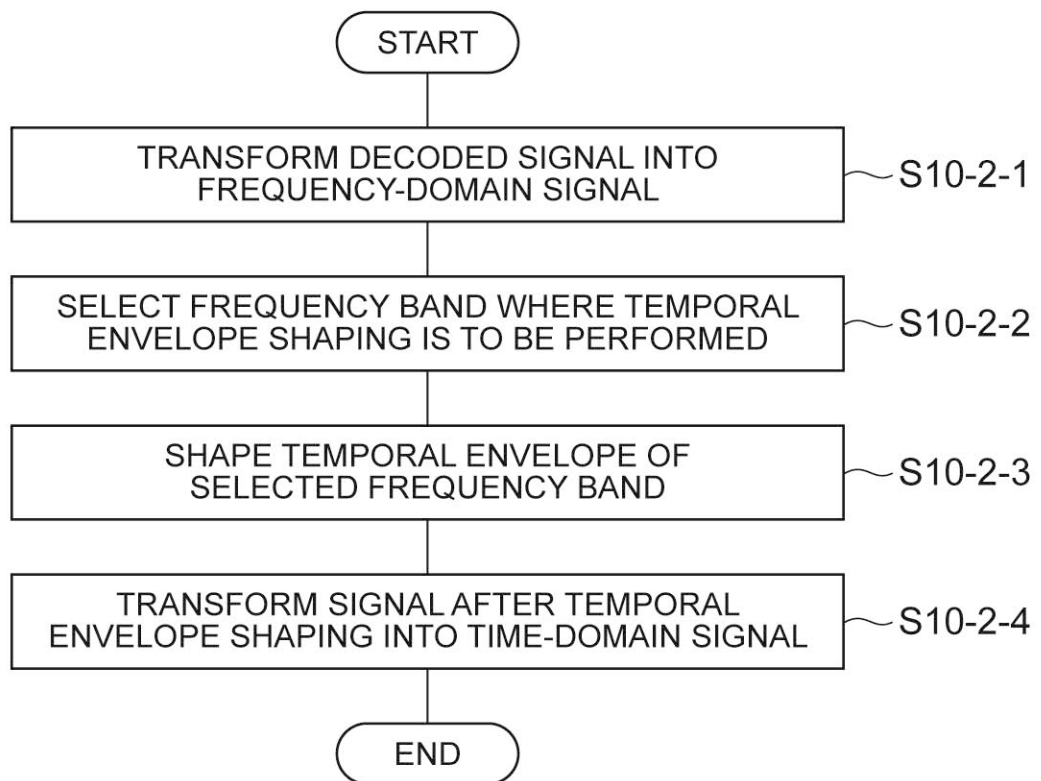 START
TRANSFORM DECODED SIGNAL INTO
FREQUENCY-DOMAIN SIGNAL
S10-2-1
SELECT FREQUENCY BAND WHERE TEMPORAL
ENVELOPE SHAPING IS TO BE PERFORMED
S10-2-2
SHAPE TEMPORAL ENVELOPE OF
SELECTED FREQUENCY BAND
S10-2-3
TRANSFORM SIGNAL AFTER TEMPORAL
ENVELOPE SHAPING INTO TIME-DOMAIN SIGNAL
S10-2-4
END